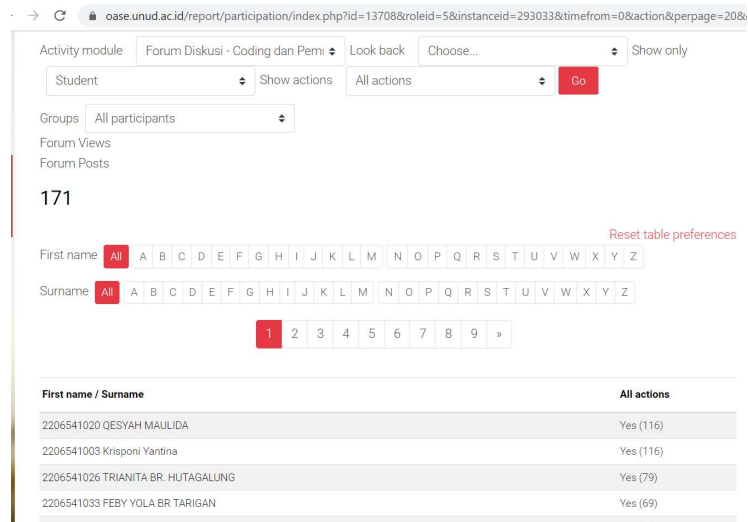 oase.unud.ac.id/report/participation/index.php?id=13708&roleid=5&instanceid=293033&timefrom=0&action&perpage=20&
Activity module Forum Diskusi - Coding dan Pemr Look back Choose... Show only
Student Show actions All actions Go
Groups All participants
Forum Views
Forum Posts
171
Reset table preferences
First name All A B C D E F G H I J K L M N O P Q R S T U V W X Y Z
Surname All A B C D E F G H I J K L M N O P Q R S T U V W X Y Z
1 2 3 4 5 6 7 8 9 »
First name / Surname All actions
2206541020 QESYAH MAULIDA Yes (116)
2206541003 Krisponi Yantina Yes (116)
2206541026 TRIANITA BR. HUTAGALUNG Yes (79)
2206541033 FEBY YOLA BR TARIGAN Yes (69)